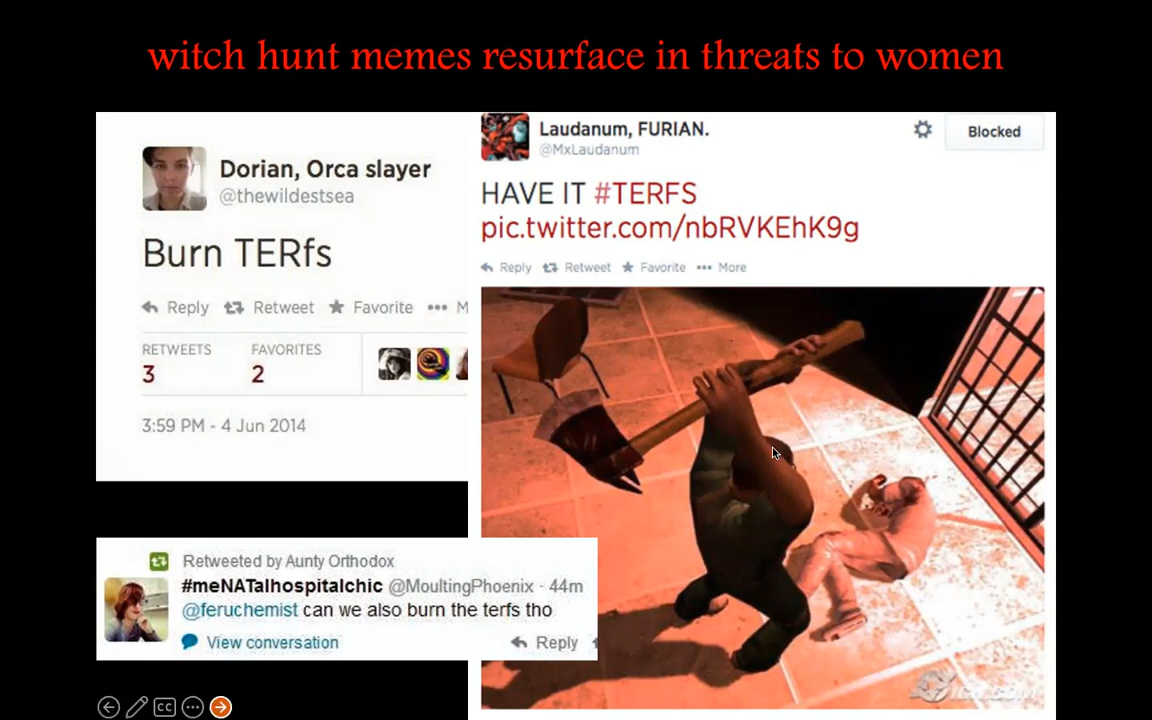 witch hunt memes resurface in threats to women
Dorian, Orca slayer
@thewildestsea
Burn TERfs
Reply Retweet Favorite M
RETWEETS FAVORITES
3 2
3:59 PM - 4 Jun 2014
Laudanum, FURIAN.
@MxLaudanum
Blocked
HAVE IT #TERFS
pic.twitter.com/nbRVKEhK9g
Reply Retweet Favorite More
Retweeted by Aunty Orthodox
#meNATalhospitalchic @MoultingPhoenix · 44m
@feruchemist can we also burn the terfs tho
View conversation Reply
CC